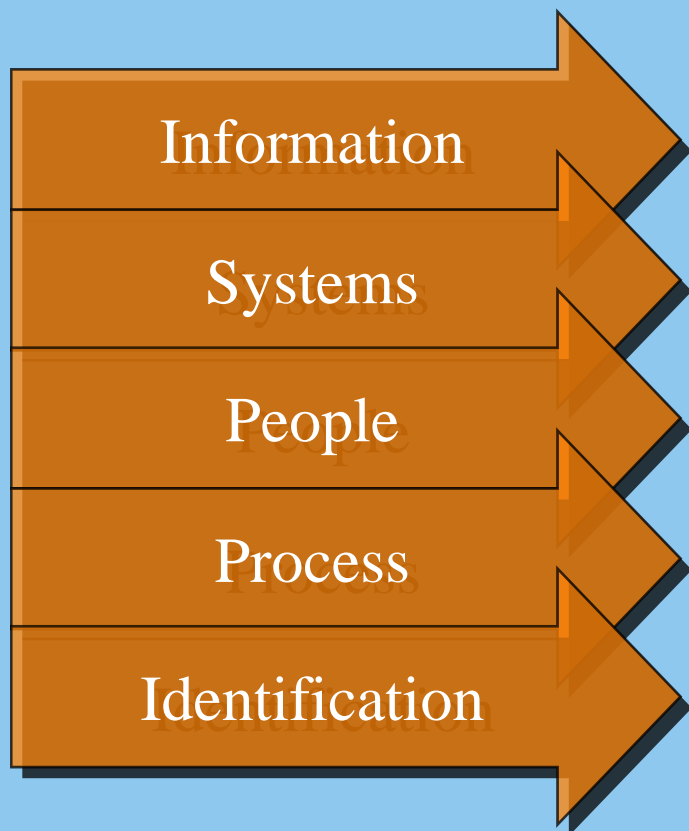 Information
Systems
People
Process
Identification